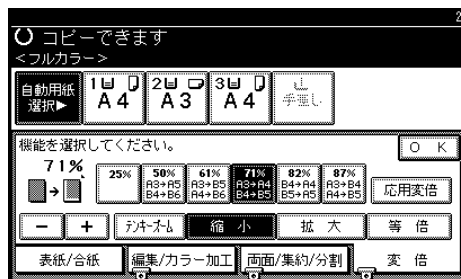 2
コピーできます
<フルカラー>
自動用紙
選択▶
1 A4
2 A3
3 A4
手差し
機能を選択してください。
OK
71%
25%
50%
A3→A5
B4→B6
61%
A3→B5
A4→B6
71%
A3→A4
B4→B5
82%
B4→A4
B5→A5
87%
A3→B4
A4→B5
応用変倍
− +
テンキーズーム
縮小
拡大
等倍
表紙/合紙
編集/カラー加工
両面/集約/分割
変倍